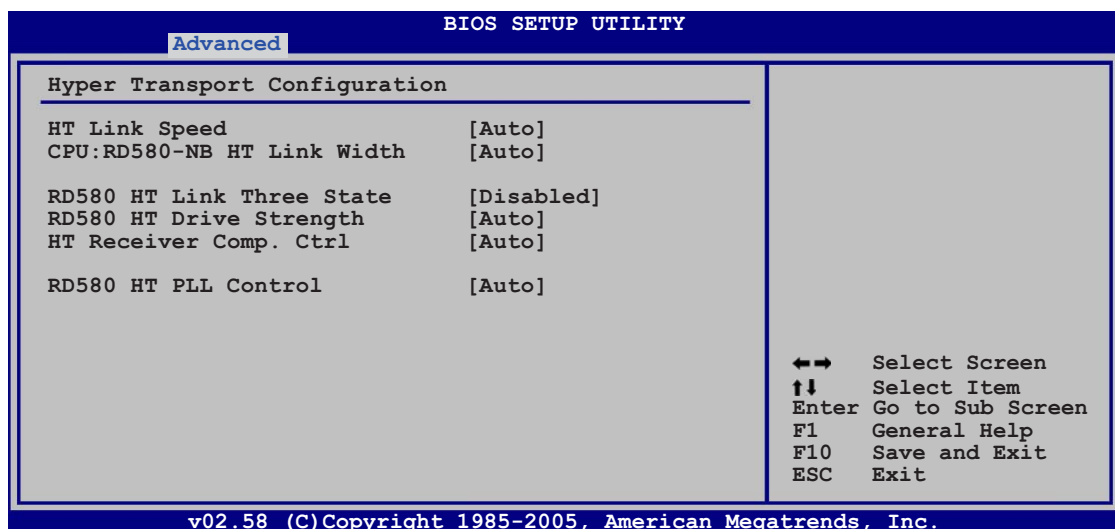 BIOS SETUP UTILITY
Advanced
Hyper Transport Configuration
HT Link Speed [Auto]
CPU:RD580-NB HT Link Width [Auto]
RD580 HT Link Three State [Disabled]
RD580 HT Drive Strength [Auto]
HT Receiver Comp. Ctrl [Auto]
RD580 HT PLL Control [Auto]
←→ Select Screen
↑↓ Select Item
Enter Go to Sub Screen
F1 General Help
F10 Save and Exit
ESC Exit
v02.58 (C)Copyright 1985-2005, American Megatrends, Inc.